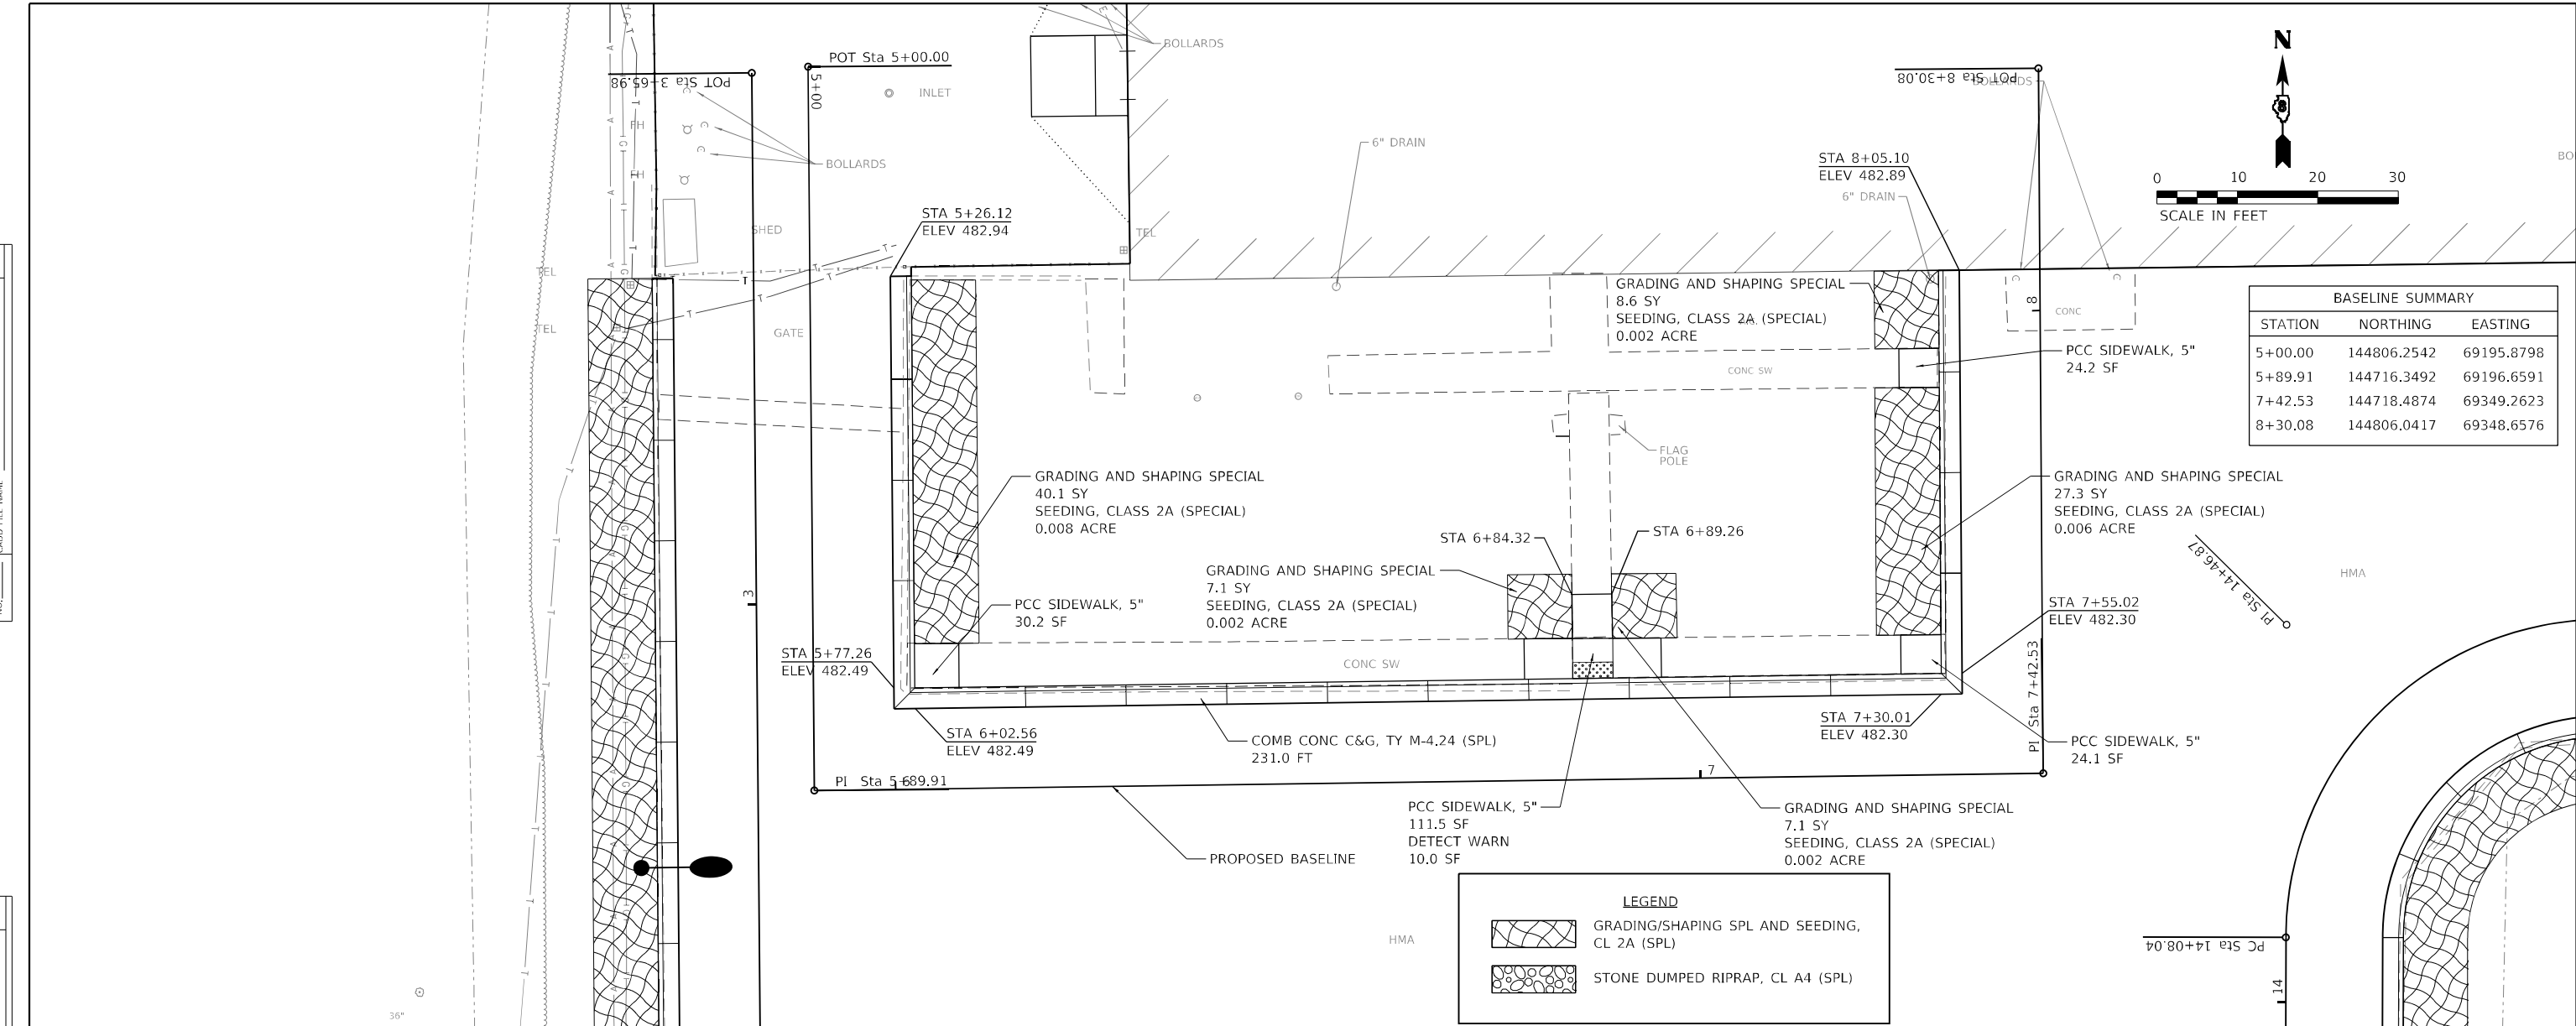 POT Sta 3+65.98
POT Sta 5+00.00
5+00
INLET
BOLLARDS
BOLLARDS
FH
FH
SHED
TEL
TEL
TEL
GATE
6" DRAIN
POT Sta 8+30.08
BOLLARDS
STA 8+05.10
ELEV 482.89
6" DRAIN
N
8
0 10 20 30
SCALE IN FEET
BO
STA 5+26.12
ELEV 482.94
GRADING AND SHAPING SPECIAL
8.6 SY
SEEDING, CLASS 2A (SPECIAL)
0.002 ACRE
8
CONC
PCC SIDEWALK, 5"
24.2 SF
CONC SW
BASELINE SUMMARY
STATION NORTHING EASTING
5+00.00 144806.2542 69195.8798
5+89.91 144716.3492 69196.6591
7+42.53 144718.4874 69349.2623
8+30.08 144806.0417 69348.6576
FLAG
POLE
GRADING AND SHAPING SPECIAL
40.1 SY
SEEDING, CLASS 2A (SPECIAL)
0.008 ACRE
GRADING AND SHAPING SPECIAL
27.3 SY
SEEDING, CLASS 2A (SPECIAL)
0.006 ACRE
STA 6+84.32
STA 6+89.26
GRADING AND SHAPING SPECIAL
7.1 SY
SEEDING, CLASS 2A (SPECIAL)
0.002 ACRE
PI Sta 14+46.87
HMA
3
PCC SIDEWALK, 5"
30.2 SF
STA 7+55.02
ELEV 482.30
STA 5+77.26
ELEV 482.49
CONC SW
PI Sta 7+42.53
STA 6+02.56
ELEV 482.49
COMB CONC C&G, TY M-4.24 (SPL)
231.0 FT
STA 7+30.01
ELEV 482.30
PCC SIDEWALK, 5"
24.1 SF
PI Sta 5+89.91
6
7
PROPOSED BASELINE
PCC SIDEWALK, 5"
111.5 SF
DETECT WARN
10.0 SF
GRADING AND SHAPING SPECIAL
7.1 SY
SEEDING, CLASS 2A (SPECIAL)
0.002 ACRE
HMA
LEGEND
GRADING/SHAPING SPL AND SEEDING,
CL 2A (SPL)
STONE DUMPED RIPRAP, CL A4 (SPL)
PC Sta 14+08.04
14
36"